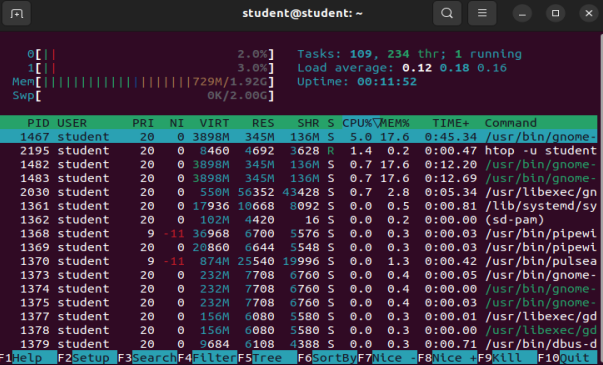 student@student: ~
0[|| 2.0%] Tasks: 109, 234 thr; 1 running
1[|| 3.0%] Load average: 0.12 0.18 0.16
Mem[||||||||||||||||||||729M/1.92G] Uptime: 00:11:52
Swp[ 0K/2.00G]
PID USER PRI NI VIRT RES SHR S CPU%▽MEM% TIME+ Command
1467 student 20 0 3898M 345M 136M S 5.0 17.6 0:45.34 /usr/bin/gnome-
2195 student 20 0 8460 4692 3628 R 1.4 0.2 0:00.47 htop -u student
1482 student 20 0 3898M 345M 136M S 0.7 17.6 0:12.20 /usr/bin/gnome-
1483 student 20 0 3898M 345M 136M S 0.7 17.6 0:12.69 /usr/bin/gnome-
2030 student 20 0 550M 56352 43428 S 0.7 2.8 0:05.34 /usr/libexec/gn
1361 student 20 0 17936 10668 8092 S 0.0 0.5 0:00.81 /lib/systemd/sy
1362 student 20 0 102M 4420 16 S 0.0 0.2 0:00.00 (sd-pam)
1368 student 9 -11 36968 6700 5576 S 0.0 0.3 0:00.03 /usr/bin/pipewi
1369 student 20 0 20860 6644 5548 S 0.0 0.3 0:00.03 /usr/bin/pipewi
1370 student 9 -11 874M 25540 19996 S 0.0 1.3 0:00.42 /usr/bin/pulsea
1373 student 20 0 232M 7708 6760 S 0.0 0.4 0:00.05 /usr/bin/gnome-
1374 student 20 0 232M 7708 6760 S 0.0 0.4 0:00.00 /usr/bin/gnome-
1375 student 20 0 232M 7708 6760 S 0.0 0.4 0:00.03 /usr/bin/gnome-
1377 student 20 0 156M 6080 5580 S 0.0 0.3 0:00.01 /usr/libexec/gd
1378 student 20 0 156M 6080 5580 S 0.0 0.3 0:00.00 /usr/libexec/gd
1379 student 20 0 9684 6108 4388 S 0.0 0.3 0:00.71 /usr/bin/dbus-d
F1Help F2Setup F3SearchF4FilterF5Tree F6SortByF7Nice -F8Nice +F9Kill F10Quit